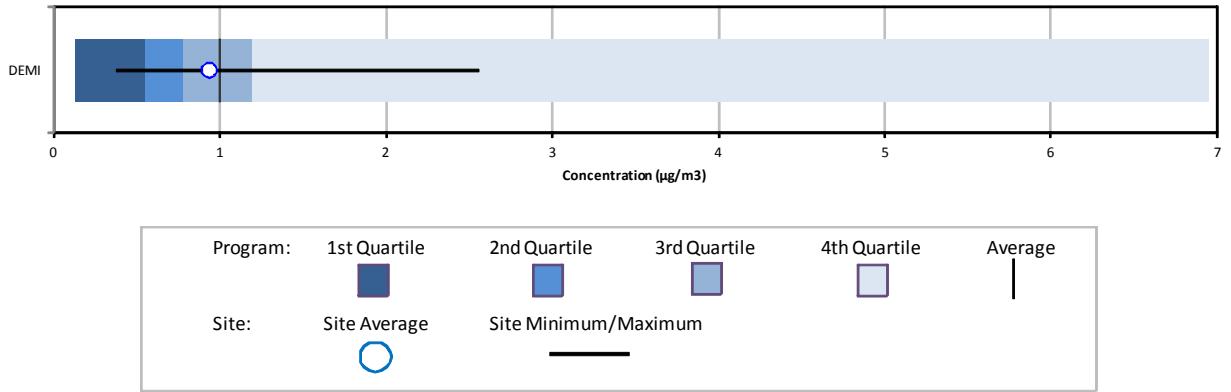 DEMI
0 1 2 3 4 5 6 7
Concentration (µg/m3)
Program: 1st Quartile 2nd Quartile 3rd Quartile 4th Quartile Average
Site: Site Average Site Minimum/Maximum